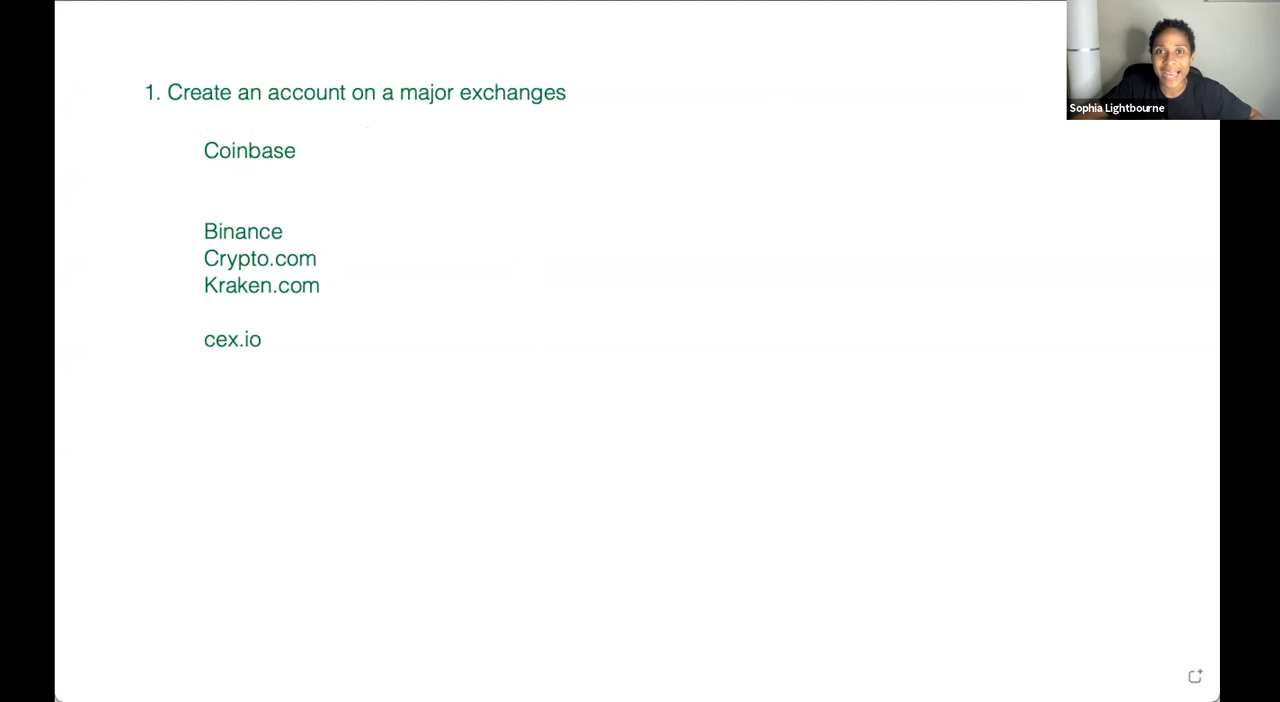 1. Create an account on a major exchanges
Coinbase
Binance
Crypto.com
Kraken.com
cex.io
Sophia Lightbourne